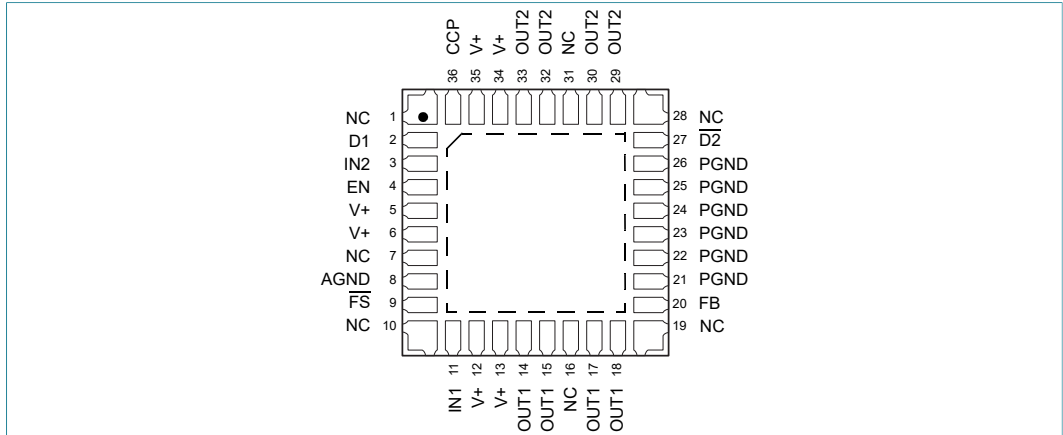 CCP V+ V+ OUT2 OUT2 NC OUT2 OUT2
36 35 34 33 32 31 30 29
NC 1
D1 2
IN2 3
EN 4
V+ 5
V+ 6
NC 7
AGND 8
F̅S̅ 9
NC 10
28 NC
27 D̅2̅
26 PGND
25 PGND
24 PGND
23 PGND
22 PGND
21 PGND
20 FB
19 NC
11 12 13 14 15 16 17 18
IN1 V+ V+ OUT1 OUT1 NC OUT1 OUT1